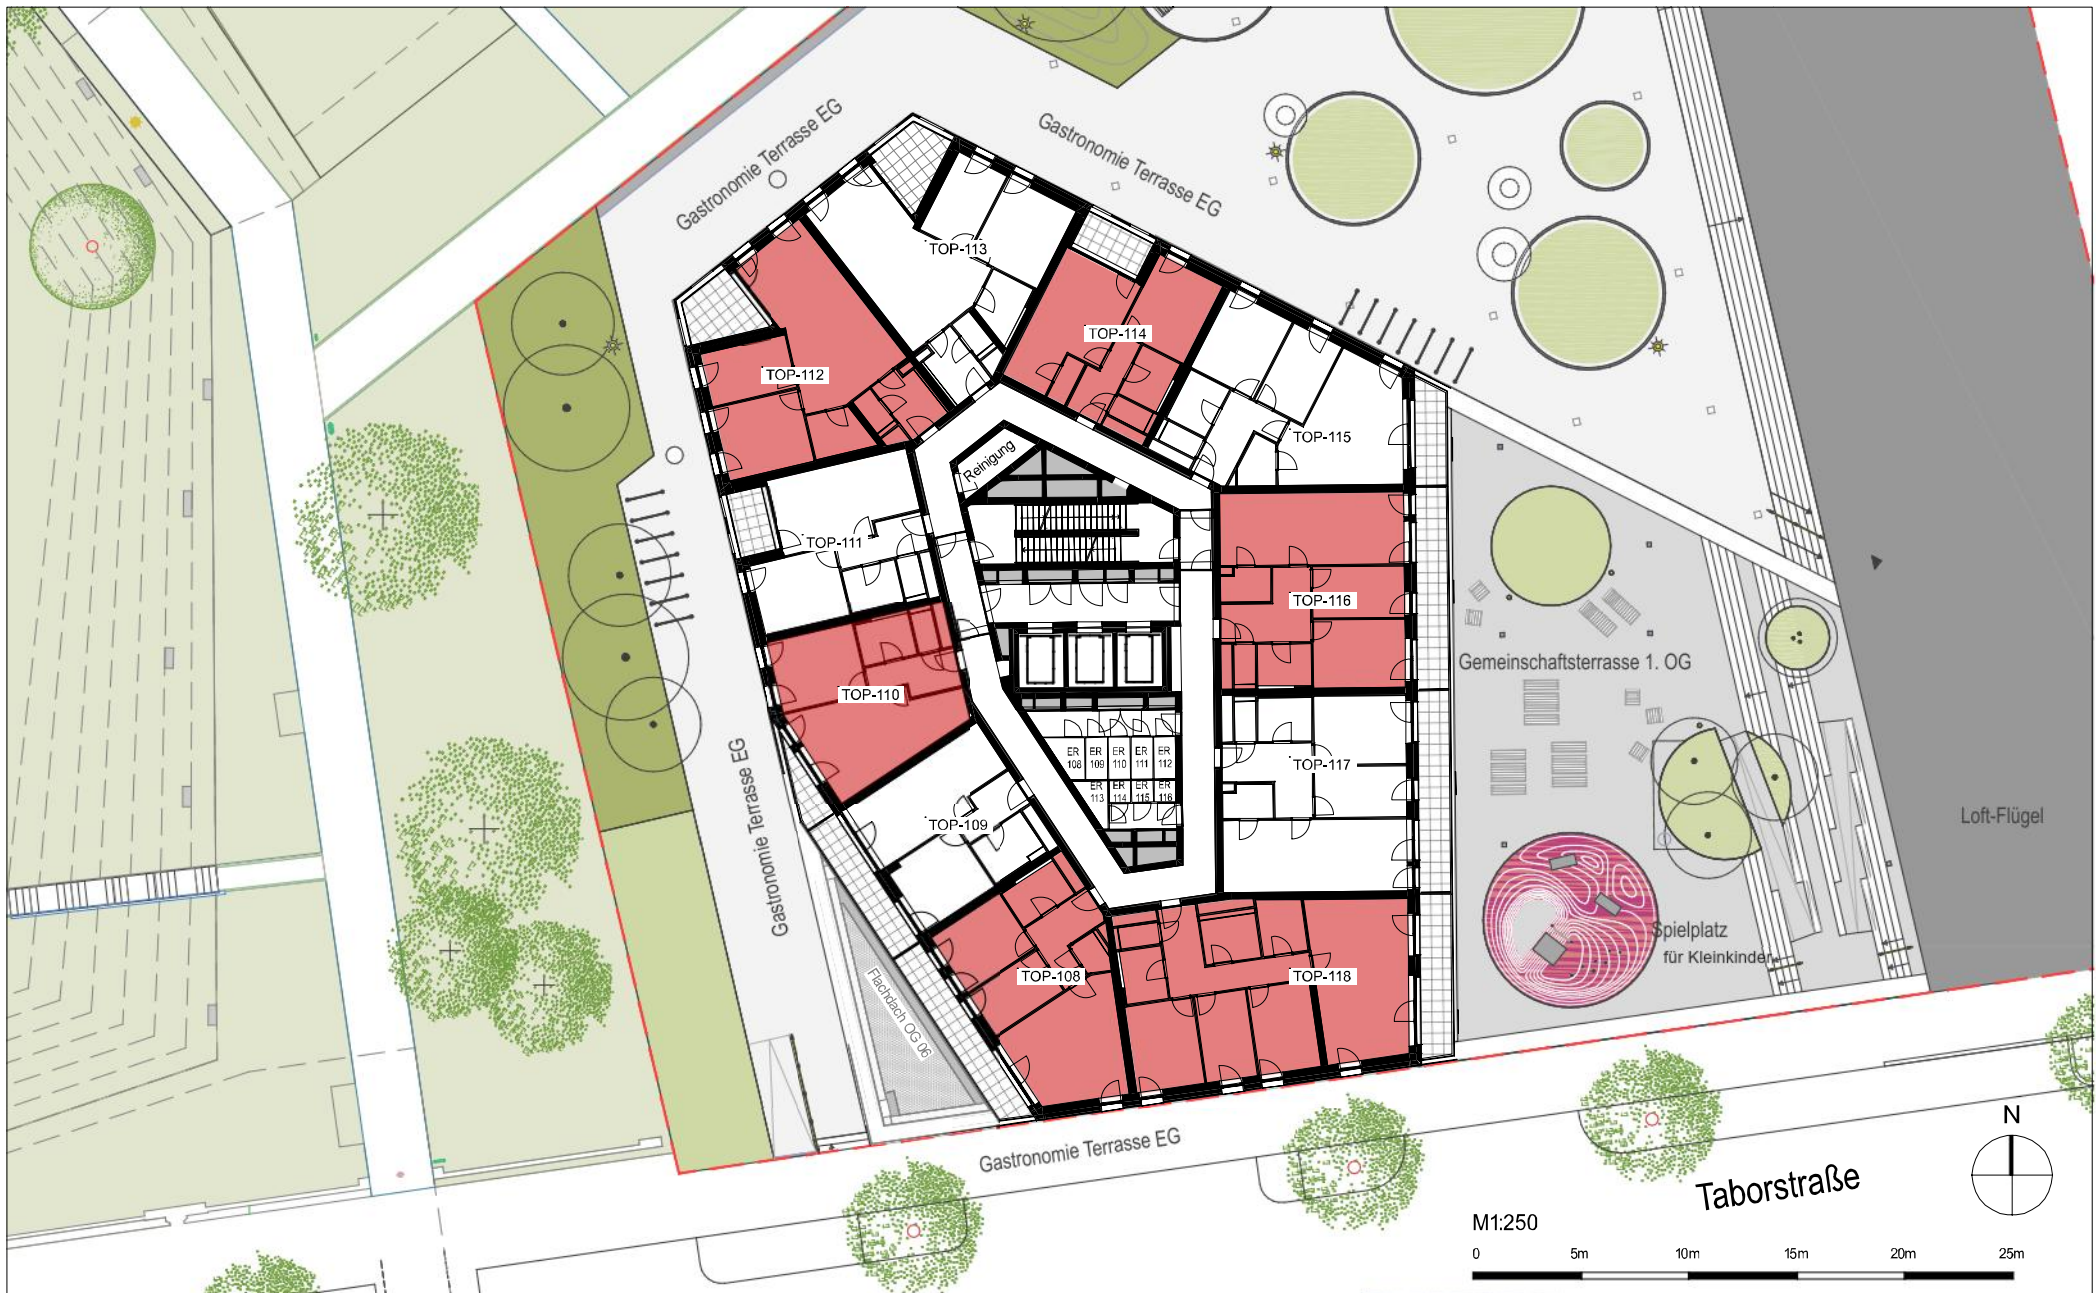 Gastronomie Terrasse EG
Gastronomie Terrasse EG
TOP-113
TOP-114
TOP-112
TOP-115
Reinigung
TOP-111
TOP-116
TOP-110
Gemeinschaftsterrasse 1. OG
ER
108
ER
109
ER
110
ER
111
ER
112
ER
113
ER
114
ER
115
ER
116
TOP-117
TOP-109
Gastronomie Terrasse EG
Loft-Flügel
Spielplatz
für Kleinkinder
TOP-108
TOP-118
Flachdach OG 06
Gastronomie Terrasse EG
Taborstraße
N
M1:250
0 5m 10m 15m 20m 25m